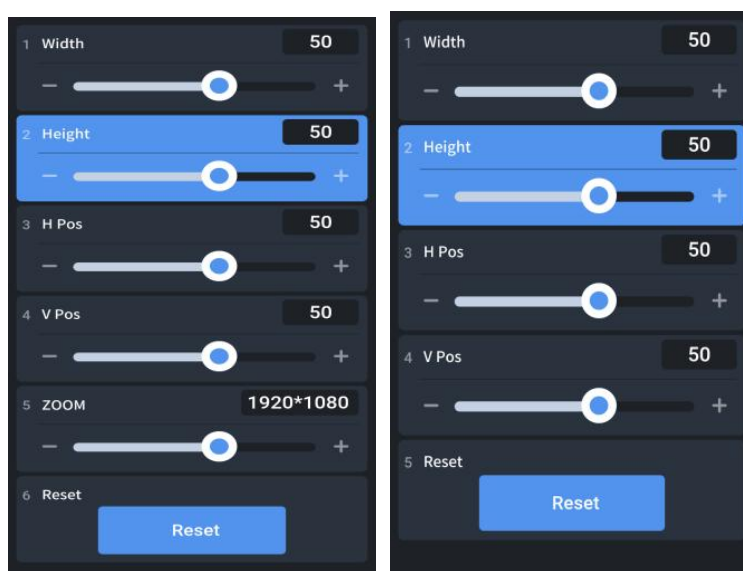 1 Width 50
2 Height 50
3 H Pos 50
4 V Pos 50
5 ZOOM 1920*1080
6 Reset
Reset
1 Width 50
2 Height 50
3 H Pos 50
4 V Pos 50
5 Reset
Reset